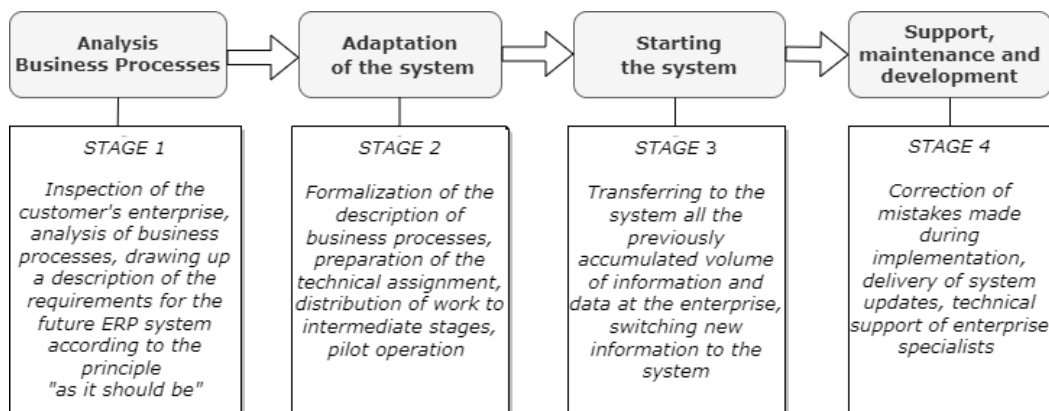 Analysis
Business Processes
Adaptation
of the system
Starting
the system
Support,
maintenance and
development
STAGE 1
Inspection of the
customer's enterprise,
analysis of business
processes, drawing up
a description of the
requirements for the
future ERP system
according to the
principle
"as it should be"
STAGE 2
Formalization of the
description of
business processes,
preparation of the
technical assignment,
distribution of work to
intermediate stages,
pilot operation
STAGE 3
Transferring to the
system all the
previously
accumulated volume
of information and
data at the enterprise,
switching new
information to the
system
STAGE 4
Correction of
mistakes made
during
implementation,
delivery of system
updates, technical
support of enterprise
specialists